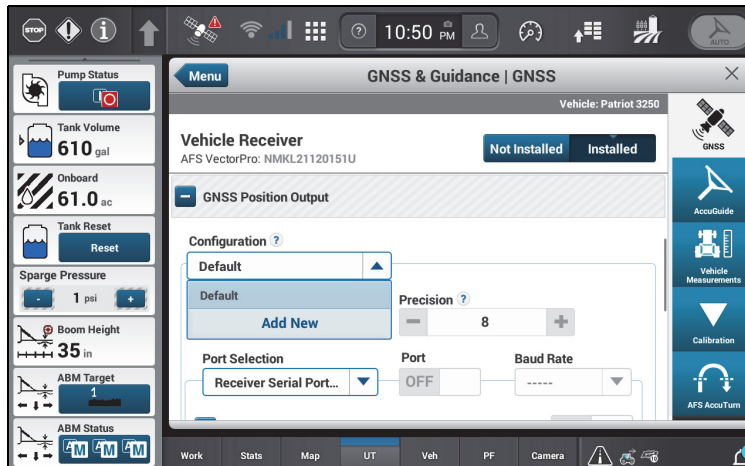 STOP
10:50 PM
AUTO
Pump Status
Tank Volume
610 gal
Onboard
61.0 ac
Tank Reset
Reset
Sparge Pressure
- 1 psi +
Boom Height
35 in
ABM Target
1
ABM Status
M M M
Menu
GNSS & Guidance | GNSS
Vehicle: Patriot 3250
Vehicle Receiver
AFS VectorPro: NMKL21120151U
Not Installed Installed
GNSS Position Output
Configuration ?
Default
Default
Add New
Precision ?
8
Port Selection Port Baud Rate
Receiver Serial Port... OFF -----
GNSS
AccuGuide
Vehicle
Measurements
Calibration
AFS AccuTurn
Work Stats Map UT Veh PF Camera